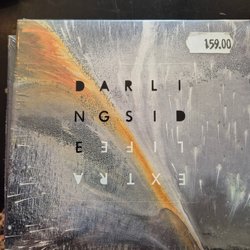 159.00
DARLI
NGSID
E LIFE
EXTRA